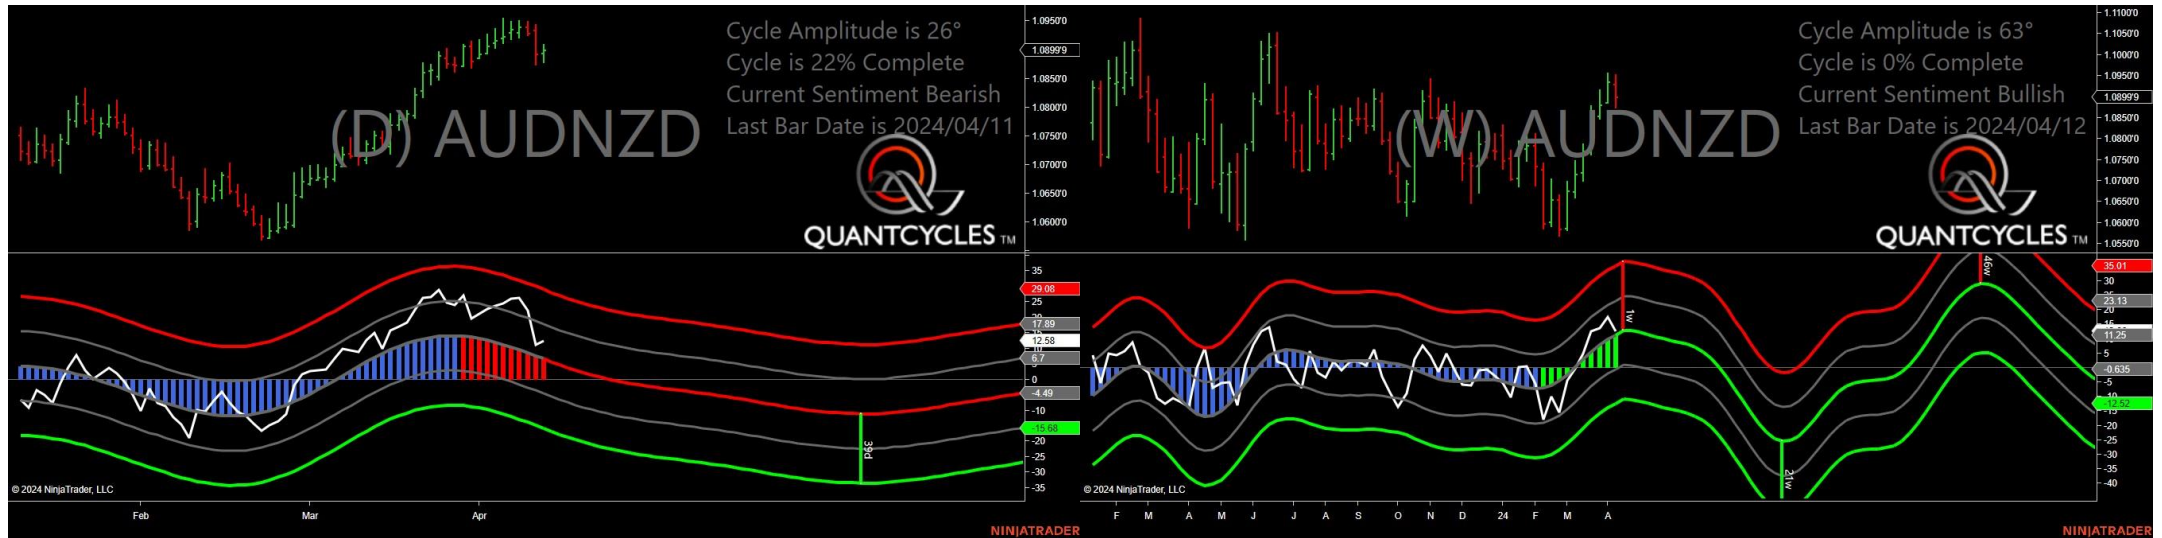 Cycle Amplitude is 26°
Cycle is 22% Complete
Current Sentiment Bearish
Last Bar Date is 2024/04/11
(D) AUDNZD
QUANTCYCLES TM
1.0950'0
1.0899'9
1.0850'0
1.0800'0
1.0750'0
1.0700'0
1.0650'0
1.0600'0
35
29.08
25
17.89
12.58
6.7
5
0
-4.49
-10
-15.68
-20
-25
-30
-35
39d
© 2024 NinjaTrader, LLC
Feb Mar Apr
NINJATRADER
Cycle Amplitude is 63°
Cycle is 0% Complete
Current Sentiment Bullish
Last Bar Date is 2024/04/12
(W) AUDNZD
QUANTCYCLES TM
1.1100'0
1.1050'0
1.1000'0
1.0950'0
1.0899'9
1.0850'0
1.0800'0
1.0750'0
1.0700'0
1.0650'0
1.0600'0
1.0550'0
35.01
30
23.13
20
15
11.25
5
-0.635
-5
-10
-12.52
-15
-20
-25
-30
-35
-40
1w
21w
46w
© 2024 NinjaTrader, LLC
F M A M J J A S O N D 24 F M A
NINJATRADER